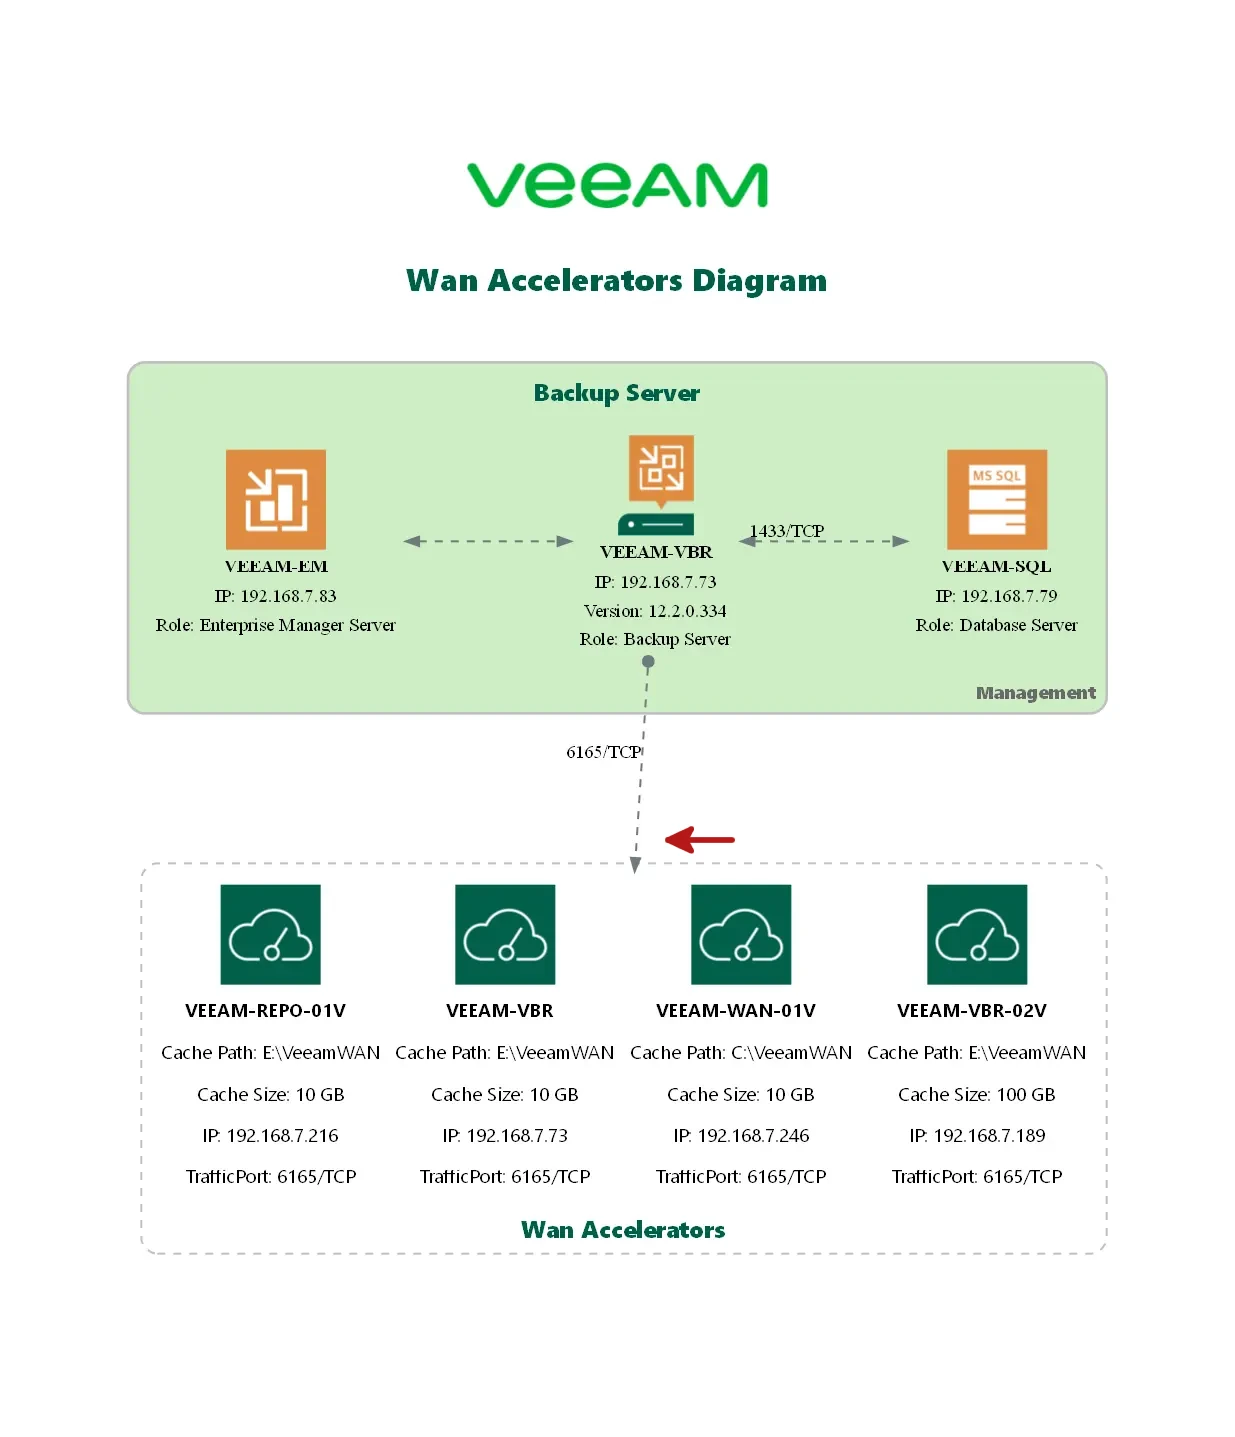 veeam
Wan Accelerators Diagram
Backup Server
MS SQL
1433/TCP
VEEAM-EM
IP: 192.168.7.83
Role: Enterprise Manager Server
VEEAM-VBR
IP: 192.168.7.73
Version: 12.2.0.334
Role: Backup Server
VEEAM-SQL
IP: 192.168.7.79
Role: Database Server
Management
6165/TCP
VEEAM-REPO-01V
Cache Path: E:\VeeamWAN
Cache Size: 10 GB
IP: 192.168.7.216
TrafficPort: 6165/TCP
VEEAM-VBR
Cache Path: E:\VeeamWAN
Cache Size: 10 GB
IP: 192.168.7.73
TrafficPort: 6165/TCP
VEEAM-WAN-01V
Cache Path: C:\VeeamWAN
Cache Size: 10 GB
IP: 192.168.7.246
TrafficPort: 6165/TCP
VEEAM-VBR-02V
Cache Path: E:\VeeamWAN
Cache Size: 100 GB
IP: 192.168.7.189
TrafficPort: 6165/TCP
Wan Accelerators